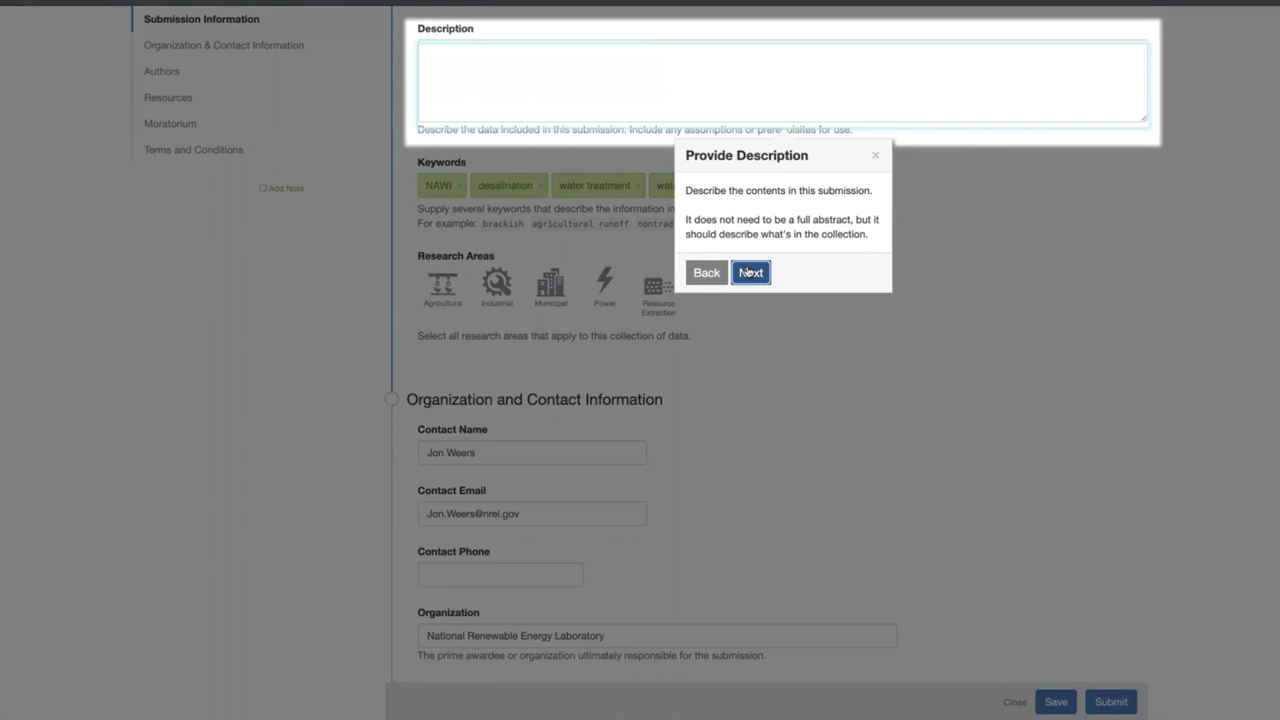 Submission Information
Organization & Contact Information
Authors
Resources
Moratorium
Terms and Conditions
Add Note
Description
Describe the data included in this submission. Include any assumptions or prerequisites for use.
Provide Description ×
Describe the contents in this submission.
It does not need to be a full abstract, but it
should describe what's in the collection.
Back Next
Keywords
NAWI × desalination × water treatment × wat
Supply several keywords that describe the information in
For example: brackish agricultural runoff nontrad
Research Areas
Agricultural Industrial Municipal Power Resource
Extraction
Select all research areas that apply to this collection of data.
Organization and Contact Information
Contact Name
Jon Weers
Contact Email
Jon.Weers@nrel.gov
Contact Phone
Organization
National Renewable Energy Laboratory
The prime awardee or organization ultimately responsible for the submission.
Close Save Submit